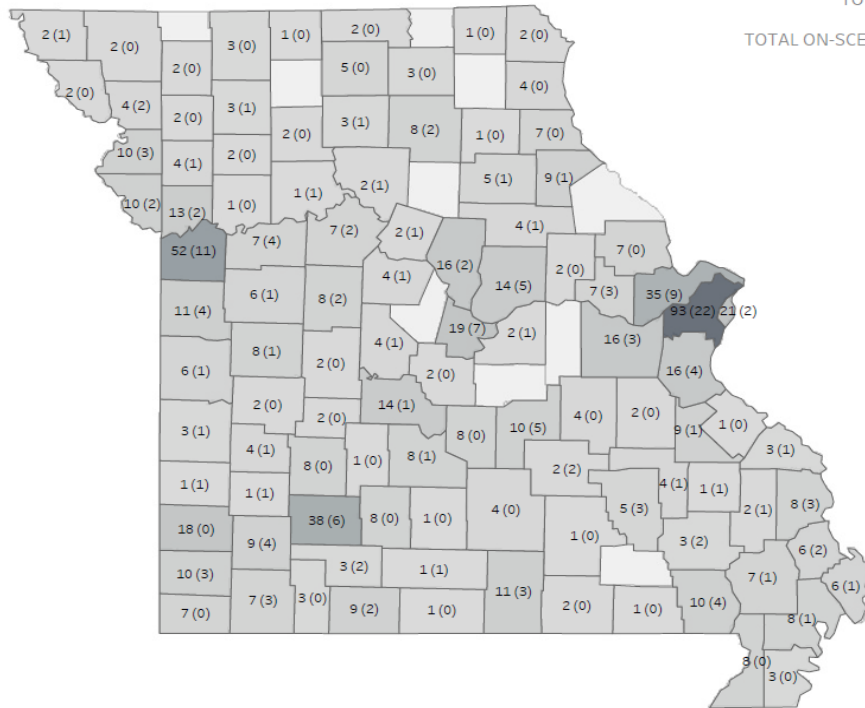 TO
TOTAL ON-SCE
2 (1) 2 (0) 3 (0) 1 (0) 2 (0) 1 (0) 2 (0)
2 (0) 5 (0) 3 (0)
2 (0) 4 (2) 2 (0) 3 (1) 4 (0)
2 (0) 3 (1) 8 (2) 1 (0) 7 (0)
10 (3) 4 (1) 2 (0)
1 (1) 2 (1) 5 (1) 9 (1)
10 (2) 13 (2) 1 (0)
52 (11) 7 (4) 7 (2) 2 (1) 16 (2) 4 (1) 7 (0)
4 (1) 14 (5) 2 (0) 7 (3) 35 (9)
11 (4) 6 (1) 8 (2) 93 (22) 21 (2)
19 (7) 2 (1) 16 (3)
6 (1) 8 (1) 2 (0) 4 (1) 2 (0) 16 (4)
3 (1) 2 (0) 2 (0) 14 (1) 8 (0) 10 (5) 4 (0) 2 (0) 9 (1) 1 (0)
4 (1) 8 (0) 1 (0) 8 (1) 2 (2) 3 (1)
1 (1) 1 (1) 4 (1) 1 (1)
18 (0) 38 (6) 8 (0) 1 (0) 4 (0) 5 (3) 2 (1) 8 (3)
9 (4) 1 (0) 3 (2) 6 (2)
10 (3) 3 (2) 1 (1) 7 (1) 6 (1)
7 (0) 7 (3) 3 (0) 9 (2) 1 (0) 11 (3) 2 (0) 1 (0) 10 (4) 8 (1)
8 (0) 3 (0)